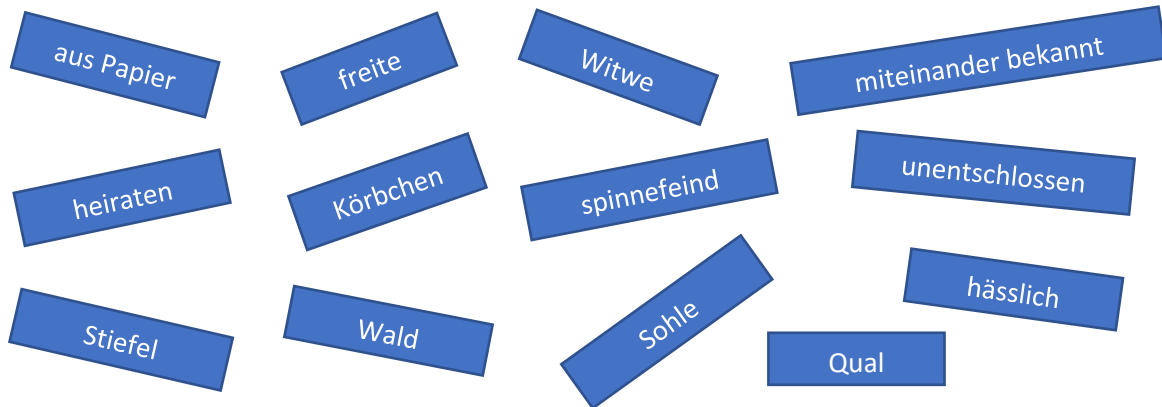 aus Papier
freite
Witwe
miteinander bekannt
heiraten
Körbchen
spinnefeind
unentschlossen
Stiefel
Wald
Sohle
hässlich
Qual